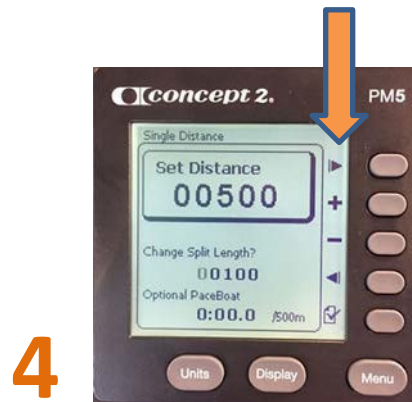 concept 2. PM5
Single Distance
Set Distance
00500
Change Split Length?
00100
Optional PaceBoat
0:00.0 /500m
Units Display Menu
4